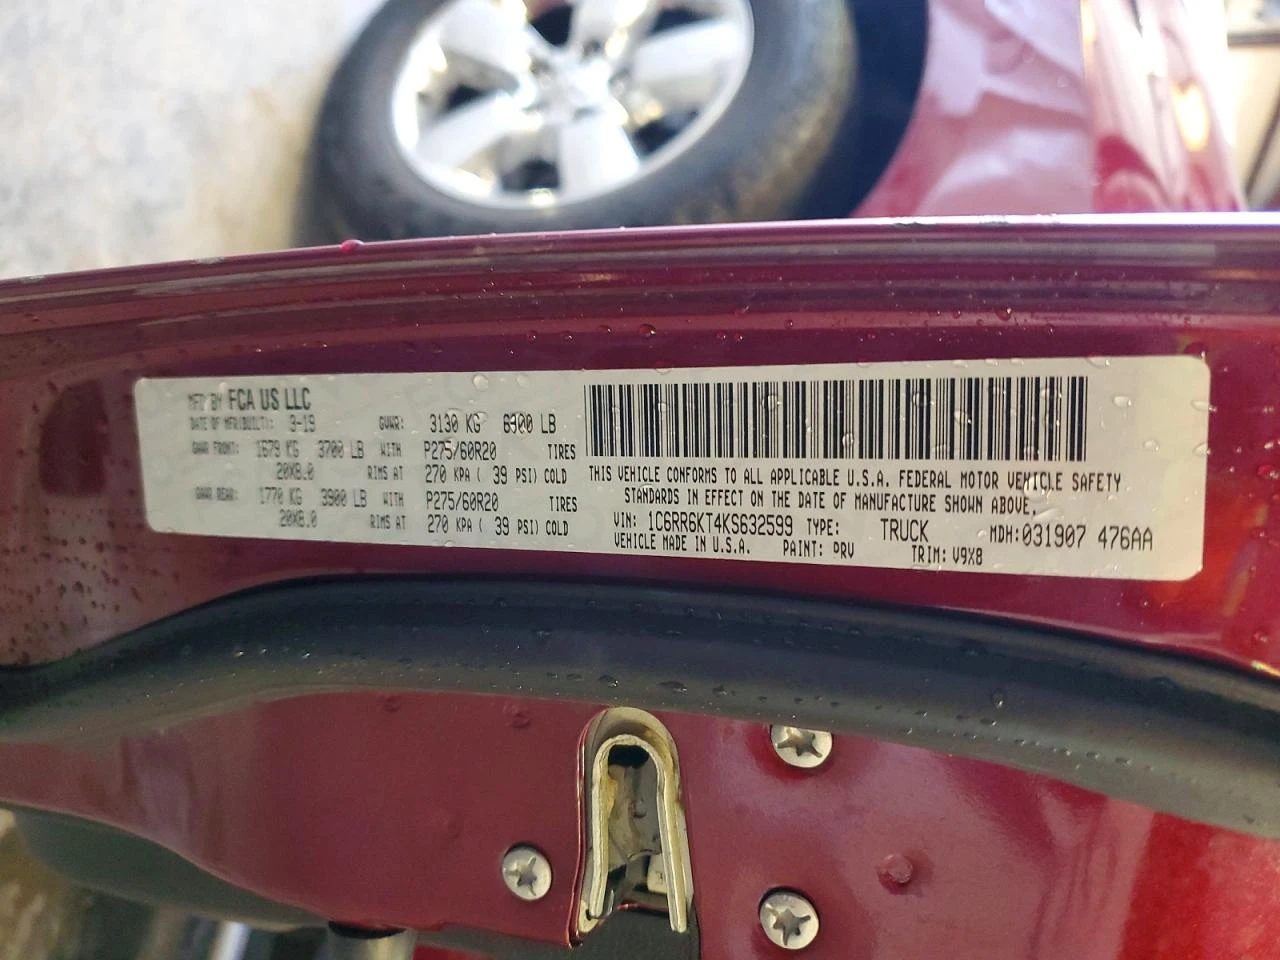 MFD BY FCA US LLC
DATE OF MFR(BUILT): 3-19 GVWR: 3130 KG 6900 LB
GAWR FRONT: 1679 KG 3700 LB WITH P275/60R20 TIRES
20X8.0 RIMS AT 270 KPA ( 39 PSI) COLD
GAWR REAR: 1770 KG 3900 LB WITH P275/60R20 TIRES
20X8.0 RIMS AT 270 KPA ( 39 PSI) COLD
THIS VEHICLE CONFORMS TO ALL APPLICABLE U.S.A. FEDERAL MOTOR VEHICLE SAFETY
STANDARDS IN EFFECT ON THE DATE OF MANUFACTURE SHOWN ABOVE.
VIN: 1C6RR6KT4KS632599 TYPE: TRUCK MDH:031907 476AA
VEHICLE MADE IN U.S.A. PAINT: PRV TRIM: V9X8